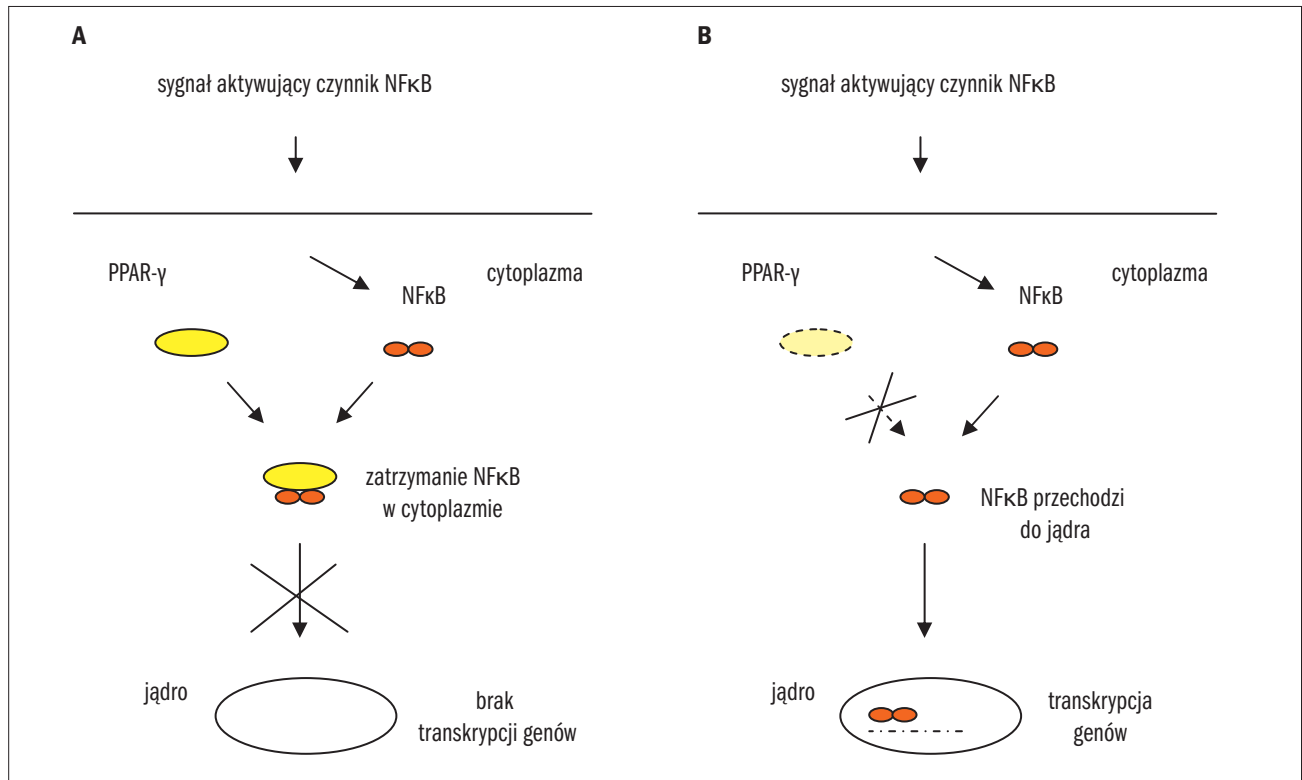 A
sygnał aktywujący czynnik NFκB
PPAR-γ
cytoplazma
NFκB
zatrzymanie NFκB
w cytoplazmie
jądro
brak
transkrypcji genów
B
sygnał aktywujący czynnik NFκB
PPAR-γ
cytoplazma
NFκB
NFκB przechodzi
do jądra
jądro
transkrypcja
genów